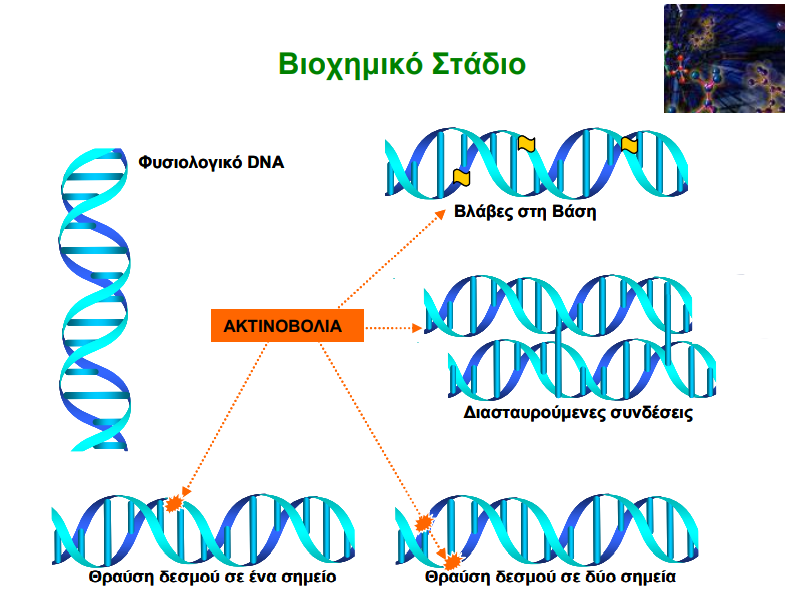 Βιοχημικό Στάδιο
Φυσιολογικό DNA
Βλάβες στη Βάση
ΑΚΤΙΝΟΒΟΛΙΑ
Διασταυρούμενες συνδέσεις
Θραύση δεσμού σε ένα σημείο
Θραύση δεσμού σε δύο σημεία